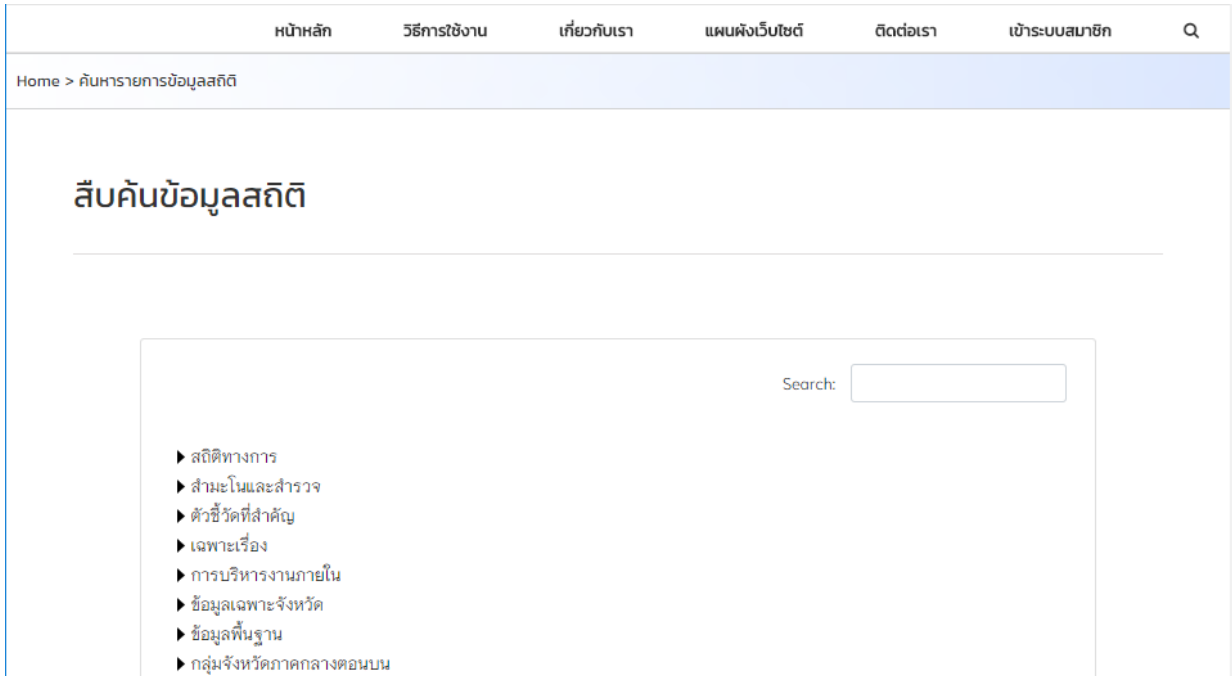 หน้าหลัก วิธีการใช้งาน เกี่ยวกับเรา แผนผังเว็บไซต์ ติดต่อเรา เข้าระบบสมาชิก
Home > ค้นหารายการข้อมูลสถิติ
สืบค้นข้อมูลสถิติ
Search:
สถิติทางการ
สำมะโนและสำรวจ
ตัวชี้วัดที่สำคัญ
เฉพาะเรื่อง
การบริหารงานภายใน
ข้อมูลเฉพาะจังหวัด
ข้อมูลพื้นฐาน
กลุ่มจังหวัดภาคกลางตอนบน